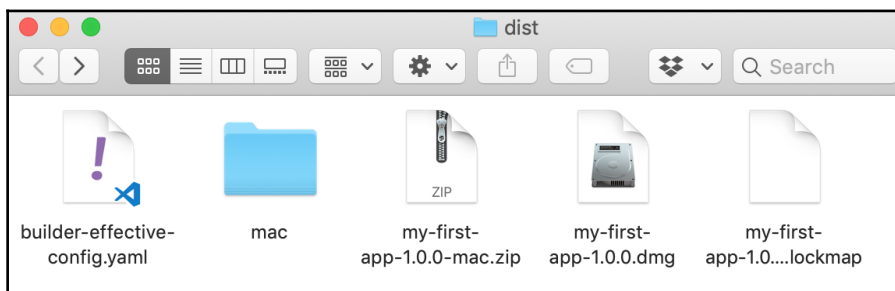 dist
Search
ZIP
builder-effective-
config.yaml
mac
my-first-
app-1.0.0-mac.zip
my-first-
app-1.0.0.dmg
my-first-
app-1.0....lockmap